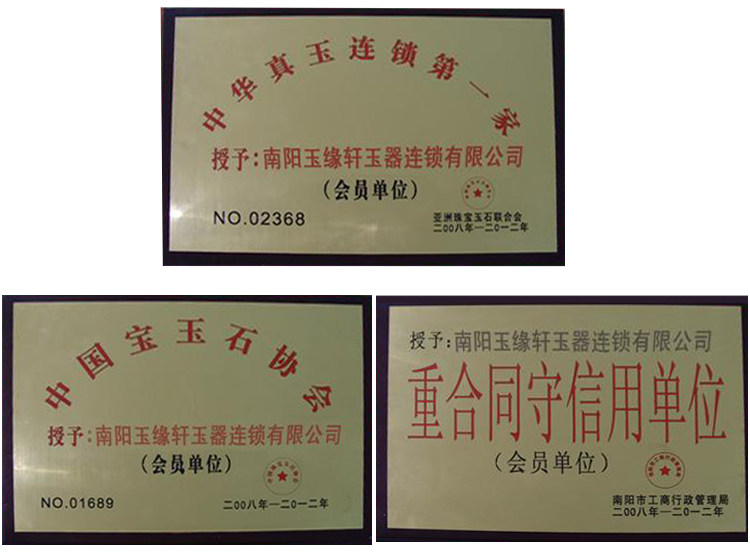 中华真玉连锁第一家
授予:南阳玉缘轩玉器连锁有限公司
(会员单位)
NO.02368
亚洲珠宝玉石联合会
二00八年—二0一二年
中国宝玉石协会
授予:南阳玉缘轩玉器连锁有限公司
(会员单位)
NO.01689
二00八年—二0一二年
授予:南阳玉缘轩玉器连锁有限公司
重合同守信用单位
(会员单位)
南阳市工商行政管理局
二00八年—二0一二年